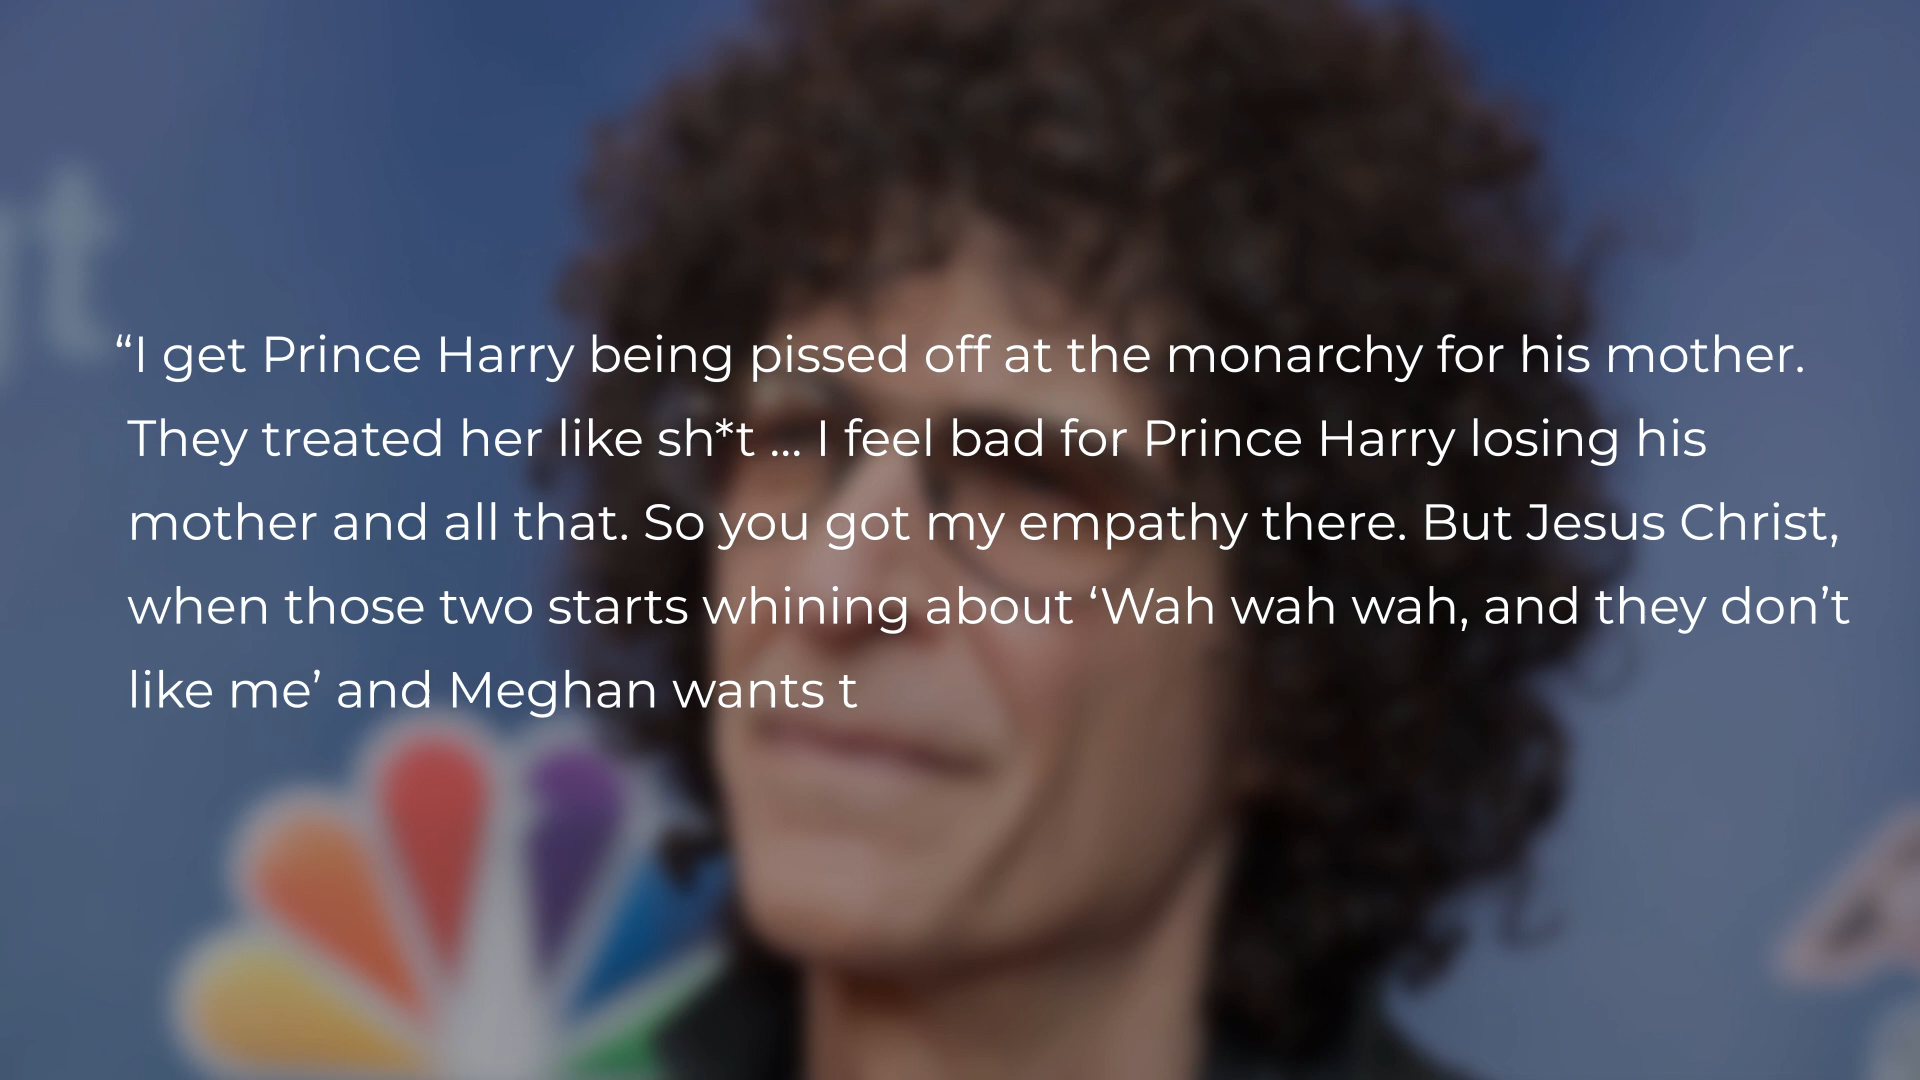 gt
“I get Prince Harry being pissed off at the monarchy for his mother.
They treated her like sh*t ... I feel bad for Prince Harry losing his
mother and all that. So you got my empathy there. But Jesus Christ,
when those two starts whining about ‘Wah wah wah, and they don’t
like me’ and Meghan wants t